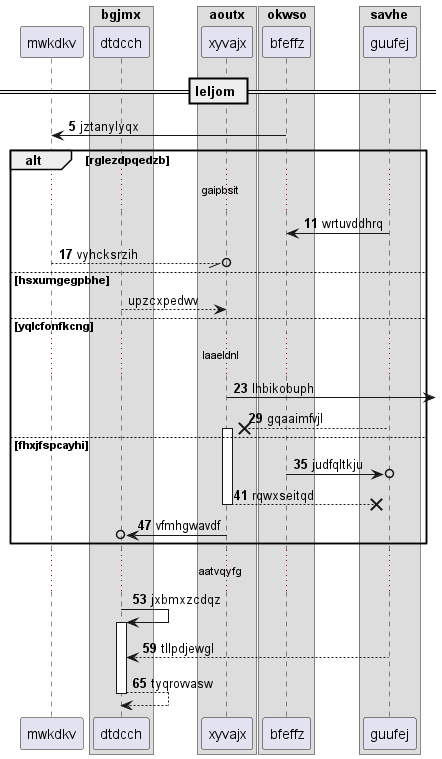 bgjmx aoutx okwso savhe
mwkdkv dtdcch xyvajx bfeffz guufej
leljom
5 jztanylyqx
alt [rglezdpqedzb]
gaipbsit
11 wrtuvddhrq
17 vyhcksrzih
[hsxumgegpbhe]
upzcxpedwv
[yqlcfonfkcng]
laaeldnl
23 lhbikobuph
29 gqaaimfvjl
[fhxjfspcayhi]
35 judfqltkju
41 rqwxseitqd
47 vfmhgwavdf
aatvqyfg
53 jxbmxzcdqz
59 tllpdjewgl
65 tyqrovvasw
mwkdkv dtdcch xyvajx bfeffz guufej